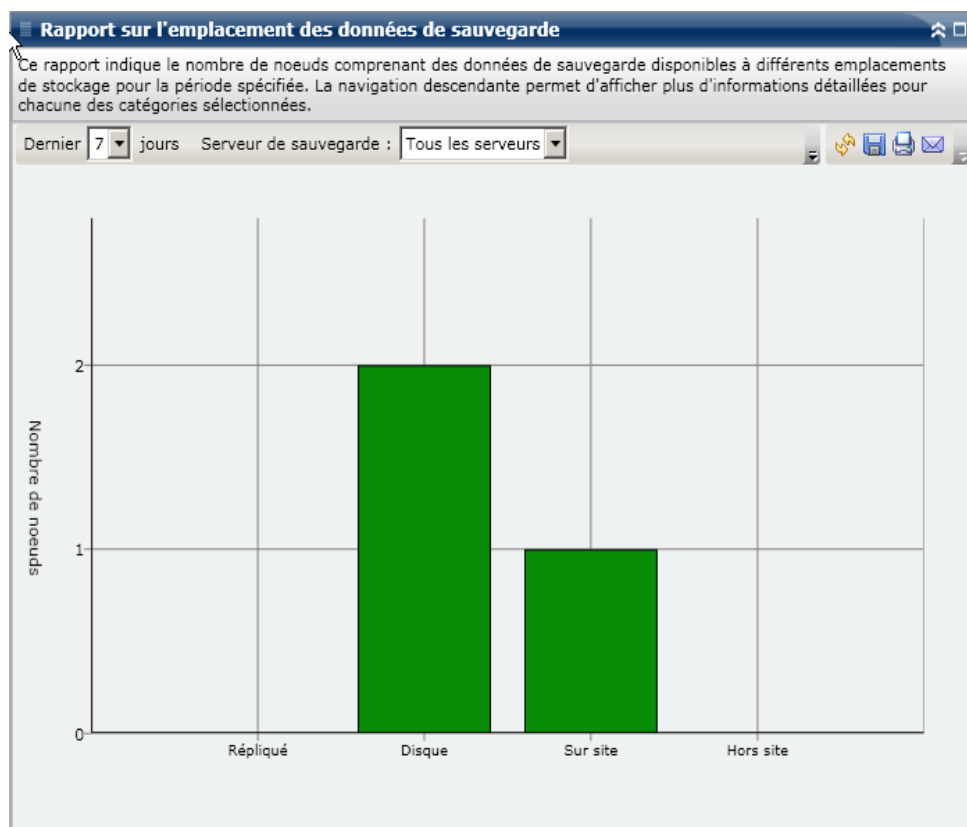 Rapport sur l'emplacement des données de sauvegarde
Ce rapport indique le nombre de noeuds comprenant des données de sauvegarde disponibles à différents emplacements
de stockage pour la période spécifiée. La navigation descendante permet d'afficher plus d'informations détaillées pour
chacune des catégories sélectionnées.
Dernier 7 jours Serveur de sauvegarde : Tous les serveurs
Nombre de noeuds
2
1
0
Répliqué Disque Sur site Hors site